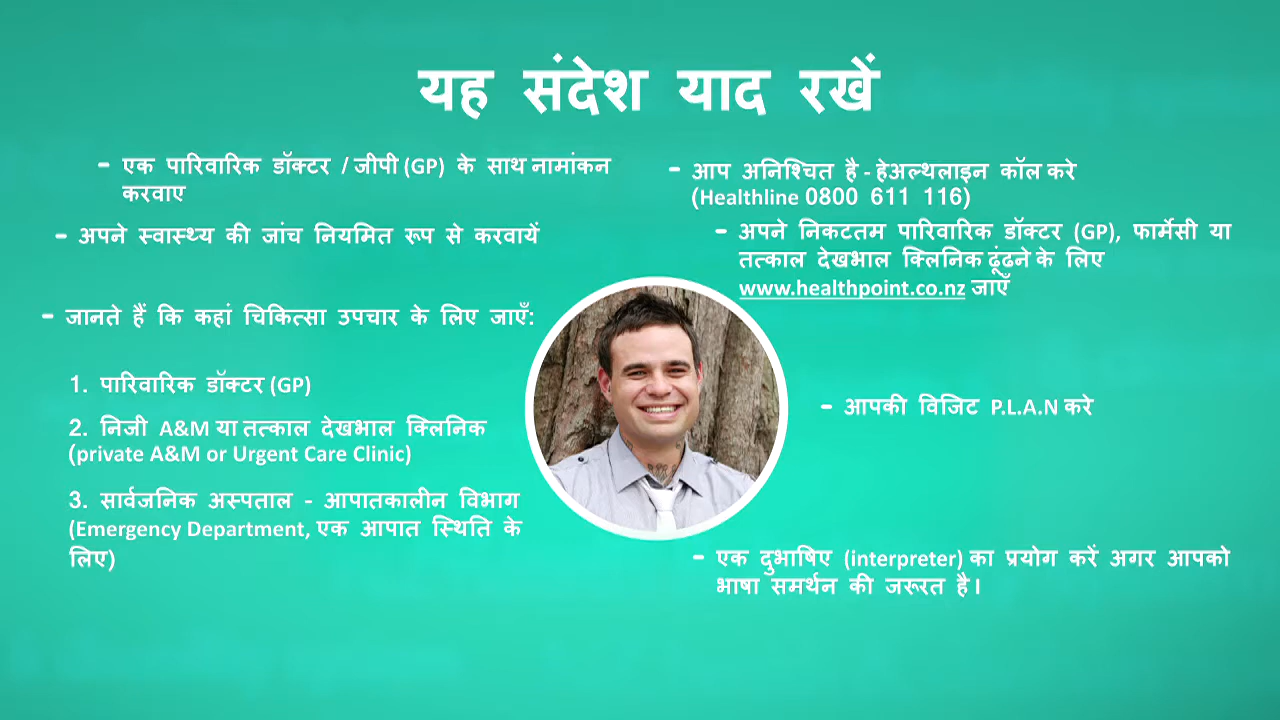 यह संदेश याद रखें
- एक पारिवारिक डॉक्टर / जीपी (GP) के साथ नामांकन
करवाए
- अपने स्वास्थ्य की जांच नियमित रूप से करवायें
- जानते हैं कि कहां चिकित्सा उपचार के लिए जाएँ:
1. पारिवारिक डॉक्टर (GP)
2. निजी A&M या तत्काल देखभाल क्लिनिक
(private A&M or Urgent Care Clinic)
3. सार्वजनिक अस्पताल - आपातकालीन विभाग
(Emergency Department, एक आपात स्थिति के
लिए)
- आप अनिश्चित है - हेअल्थलाइन कॉल करे
(Healthline 0800 611 116)
- अपने निकटतम पारिवारिक डॉक्टर (GP), फार्मेसी या
तत्काल देखभाल क्लिनिक ढूंढने के लिए
www.healthpoint.co.nz जाएँ
- आपकी विजिट P.L.A.N करे
- एक दुभाषिए (interpreter) का प्रयोग करें अगर आपको
भाषा समर्थन की जरूरत है।